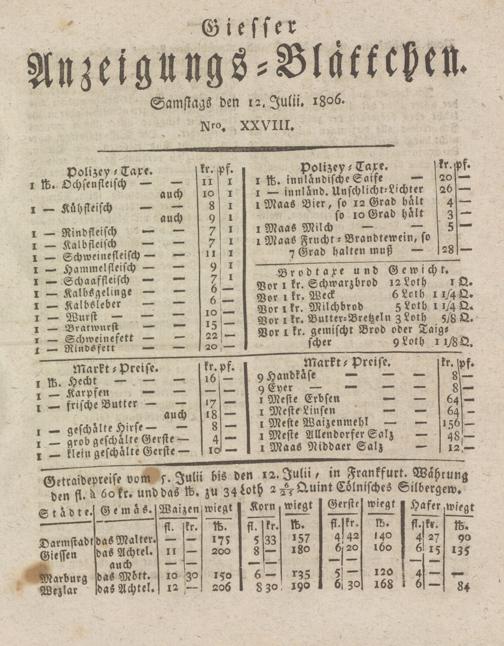 Giesser
Anzeigungs-Blättchen.
Samstags den 12. Julii. 1806.
Nro. XXVIII.
Polizey-Taxe. kr. pf.
1 ℔. Ochsenfleisch — — 11 1
auch 10 1
1 — Kühfleisch — — 8 1
auch 9 1
1 — Rindfleisch — — 7 1
1 — Kalbfleisch — — 7 1
1 — Schweinefleisch — — 11 1
1 — Hammelfleisch — — 9 1
1 — Schaaffleisch — — 7 1
1 — Kalbsgelinge — — 6 —
1 — Kalbsleber — — 6 —
1 — Wurst — — 10 —
1 — Bratwurst — — 15 —
1 — Schweinefett — — 22 —
1 — Rindsfett — — 20 —
Polizey-Taxe. kr. pf.
1 ℔. innländische Saife — 20 —
1 — innländ. Unschlicht-Lichter 26 —
1 Maas Bier, so 12 Grad hält 4 —
so 10 Grad hält 3 —
1 Maas Milch — — 5 —
1 Maas Frucht-Brandtewein, so
7 Grad halten muß — 28 —
Brodtaxe und Gewicht.
Vor 1 kr. Schwarzbrod 12 Loth 1 Q.
Vor 1 kr. Weck 6 Loth 1 1/4 Q.
Vor 1 kr. Milchbrod 5 Loth 1 1/4 Q.
Vor 1 kr. Butter-Bretzeln 3 Loth 5/8 Q.
Vor 1 kr. gemischt Brod oder Taigs
scher 9 Loth 1 1/8 Q.
Markt-Preise. kr. pf.
1 ℔. Hecht — — 16 —
1 — Karpfen — —
1 — frische Butter — — 17 —
auch 18 —
1 — geschälte Hirse — 8 —
1 — grob geschälte Gerste — 4 —
1 — klein geschälte Gerste — 10 —
Markt-Preise. kr. pf.
9 Handkäse — — 8 —
9 Eyer — — 8 —
1 Meste Erbsen — 64 —
1 Meste Linsen — 64 —
1 Meste Waizenmehl — 156 —
1 Meste Allendorfer Salz 48 —
1 Maas Niddaer Salz — 12 —
Getraidepreise vom 5. Julii bis den 12. Julii, in Frankfurt. Währung
den fl. à 60 kr. und das ℔. zu 34 Loth 2 6/25 Quint Cölnisches Silbergew.
Städte. Gemäs. Waizen wiegt Korn wiegt Gerste wiegt Hafer wiegt
fl. kr. ℔. fl. kr. ℔. fl. kr. ℔. fl. kr. ℔.
Darmstadt das Malter. — — 175 5 33 157 4 42 140 4 27 90
Giessen das Achtel. 11 — 200 8 — 180 6 20 160 6 15 135
auch — — — — — — — —
Marburg das Mött. 10 30 150 6 — 135 5 — 120 4 — —
Wezlar das Achtel. 12 — 206 8 30 190 6 30 168 6 84